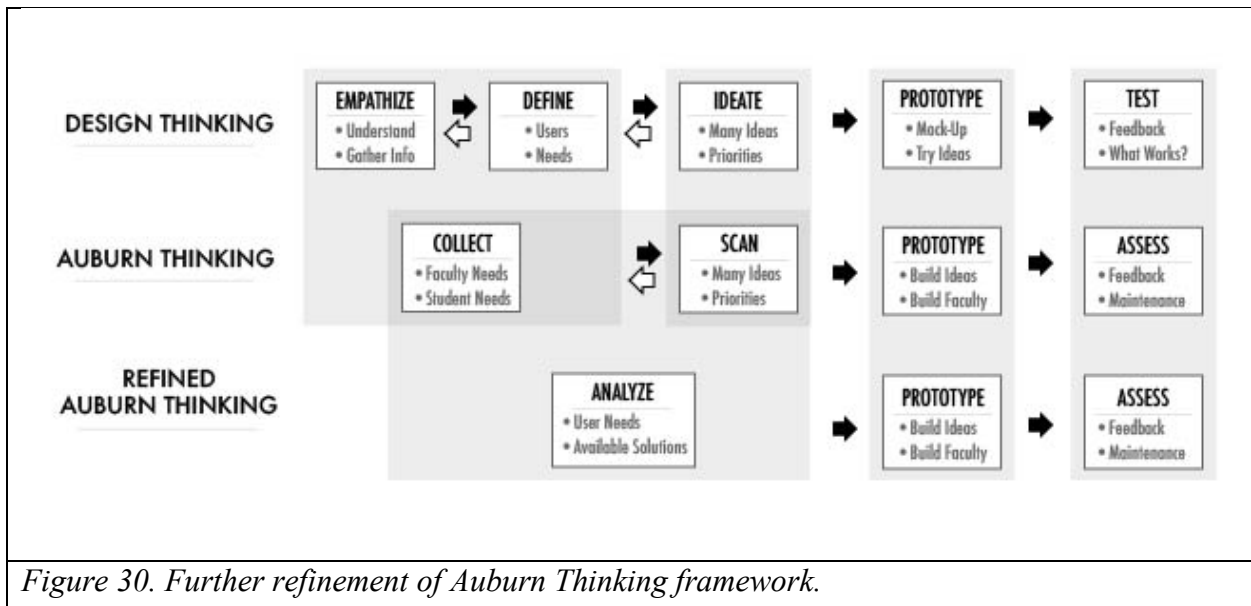 DESIGN THINKING
EMPATHIZE
• Understand
• Gather Info
DEFINE
• Users
• Needs
IDEATE
• Many Ideas
• Priorities
PROTOTYPE
• Mock-Up
• Try Ideas
TEST
• Feedback
• What Works?
AUBURN THINKING
COLLECT
• Faculty Needs
• Student Needs
SCAN
• Many Ideas
• Priorities
PROTOTYPE
• Build Ideas
• Build Faculty
ASSESS
• Feedback
• Maintenance
REFINED
AUBURN THINKING
ANALYZE
• User Needs
• Available Solutions
PROTOTYPE
• Build Ideas
• Build Faculty
ASSESS
• Feedback
• Maintenance
Figure 30. Further refinement of Auburn Thinking framework.